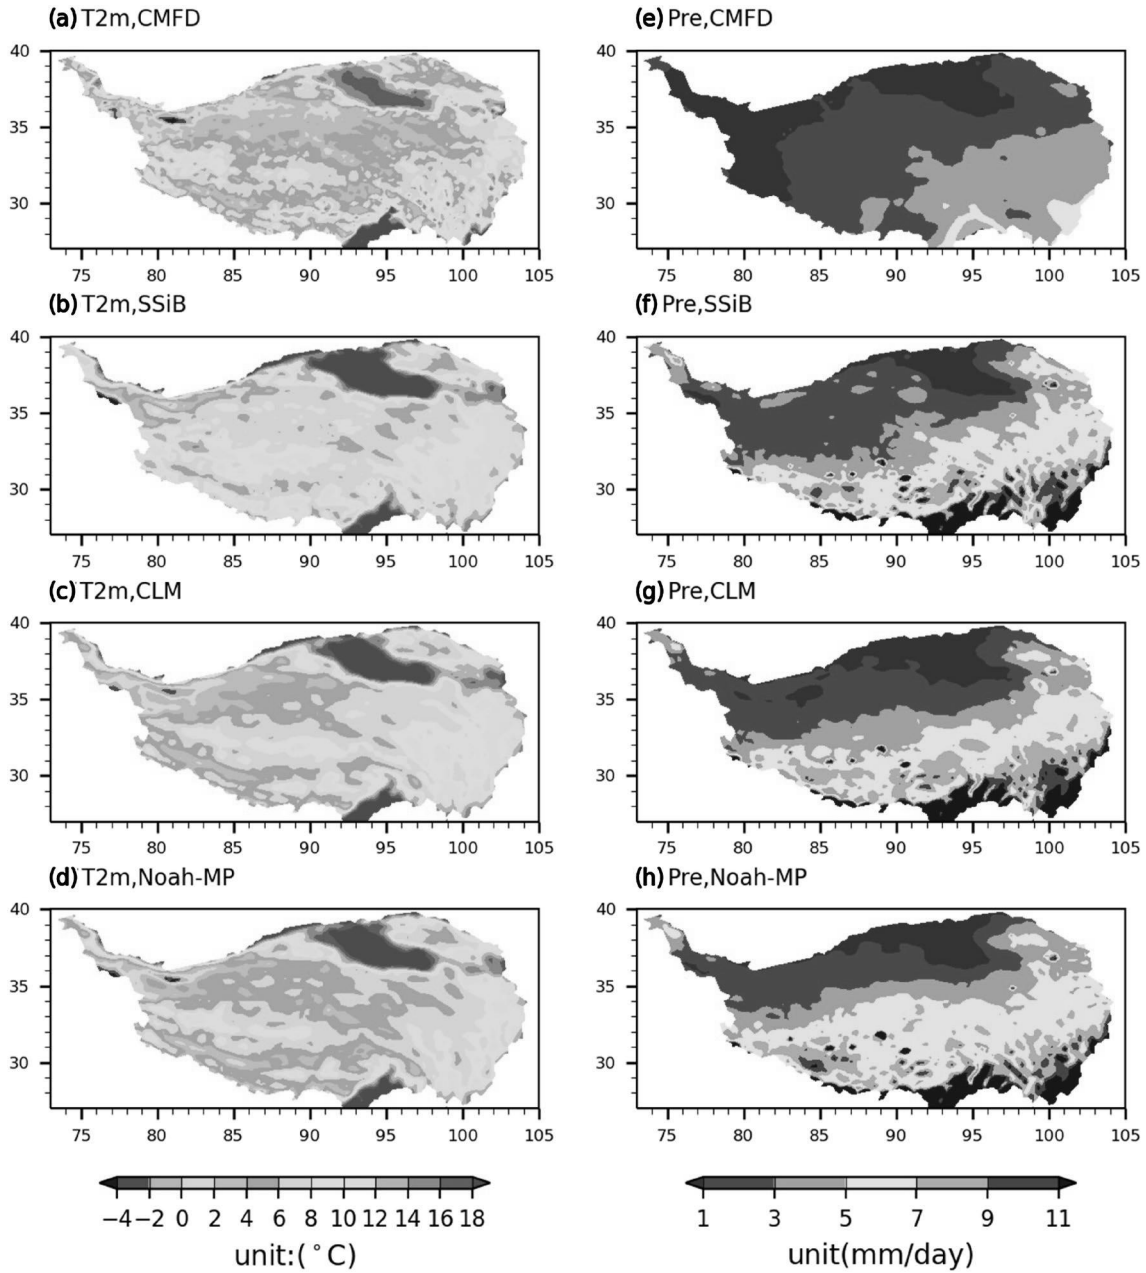 (a) T2m,CMFD
40
35
30
75 80 85 90 95 100 105
(e) Pre,CMFD
75 80 85 90 95 100 105
(b) T2m,SSiB
40
35
30
75 80 85 90 95 100 105
(f) Pre,SSiB
75 80 85 90 95 100 105
(c) T2m,CLM
40
35
30
75 80 85 90 95 100 105
(g) Pre,CLM
75 80 85 90 95 100 105
(d) T2m,Noah-MP
40
35
30
75 80 85 90 95 100 105
(h) Pre,Noah-MP
75 80 85 90 95 100 105
−4 −2 0 2 4 6 8 10 12 14 16 18
unit:(°C)
1 3 5 7 9 11
unit(mm/day)